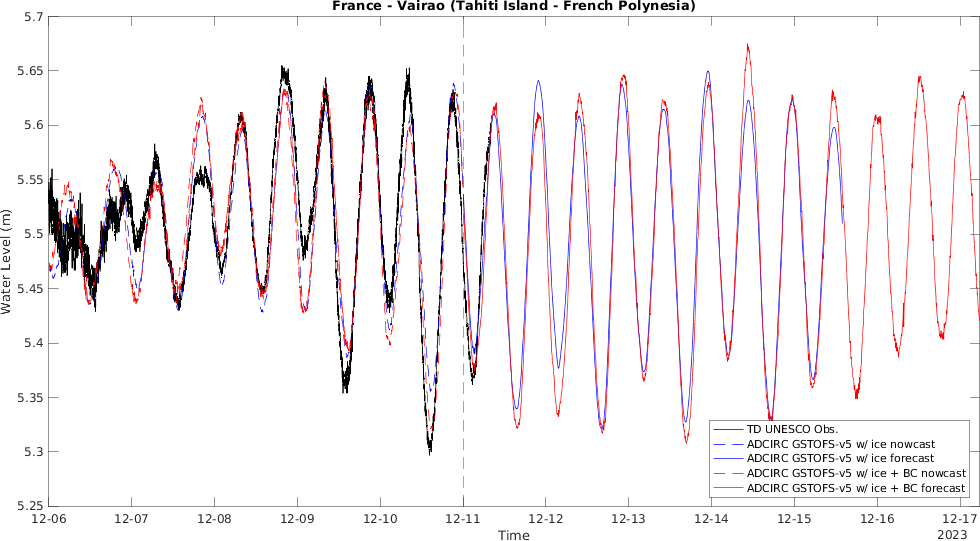 France - Vairao (Tahiti Island - French Polynesia)
5.7
5.65
5.6
5.55
5.5
5.45
5.4
5.35
5.3
5.25
Water Level (m)
TD UNESCO Obs.
ADCIRC GSTOFS-v5 w/ ice nowcast
ADCIRC GSTOFS-v5 w/ ice forecast
ADCIRC GSTOFS-v5 w/ ice + BC nowcast
ADCIRC GSTOFS-v5 w/ ice + BC forecast
12-06 12-07 12-08 12-09 12-10 12-11 12-12 12-13 12-14 12-15 12-16 12-17
Time
2023